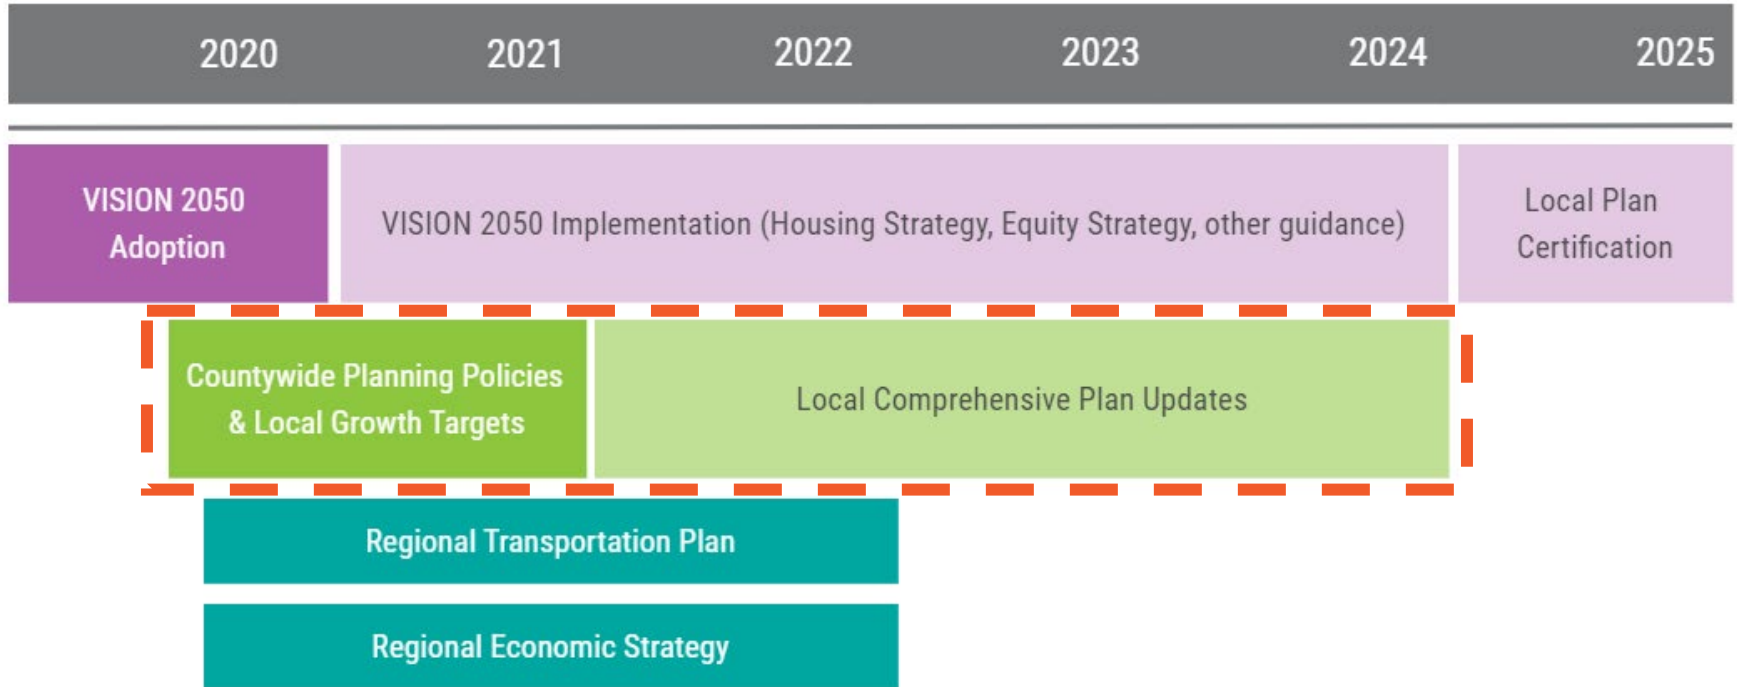 2020 2021 2022 2023 2024 2025
VISION 2050
Adoption
VISION 2050 Implementation (Housing Strategy, Equity Strategy, other guidance)
Local Plan
Certification
Countywide Planning Policies
& Local Growth Targets
Local Comprehensive Plan Updates
Regional Transportation Plan
Regional Economic Strategy